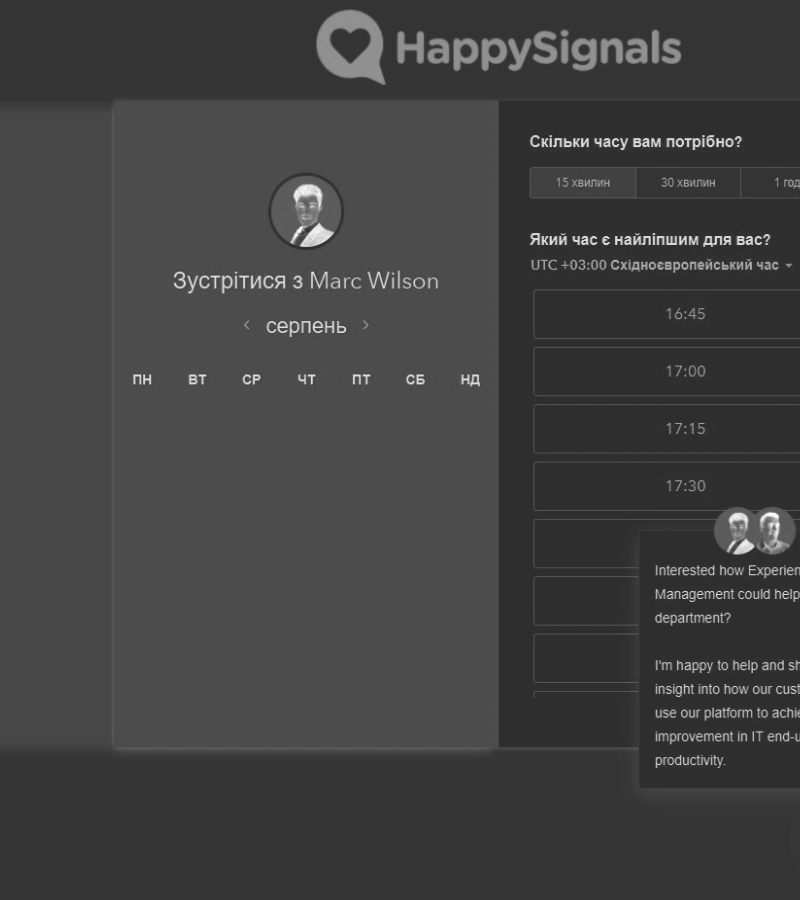 HappySignals
Зустрітися з Marc Wilson
серпень
ПН ВТ СР ЧТ ПТ СБ НД
Скільки часу вам потрібно?
15 хвилин 30 хвилин 1 год
Який час є найліпшим для вас?
UTC +03:00 Східноєвропейський час
16:45
17:00
17:15
17:30
Interested how Experien
Management could help
department?
I'm happy to help and sh
insight into how our cust
use our platform to achie
improvement in IT end-u
productivity.